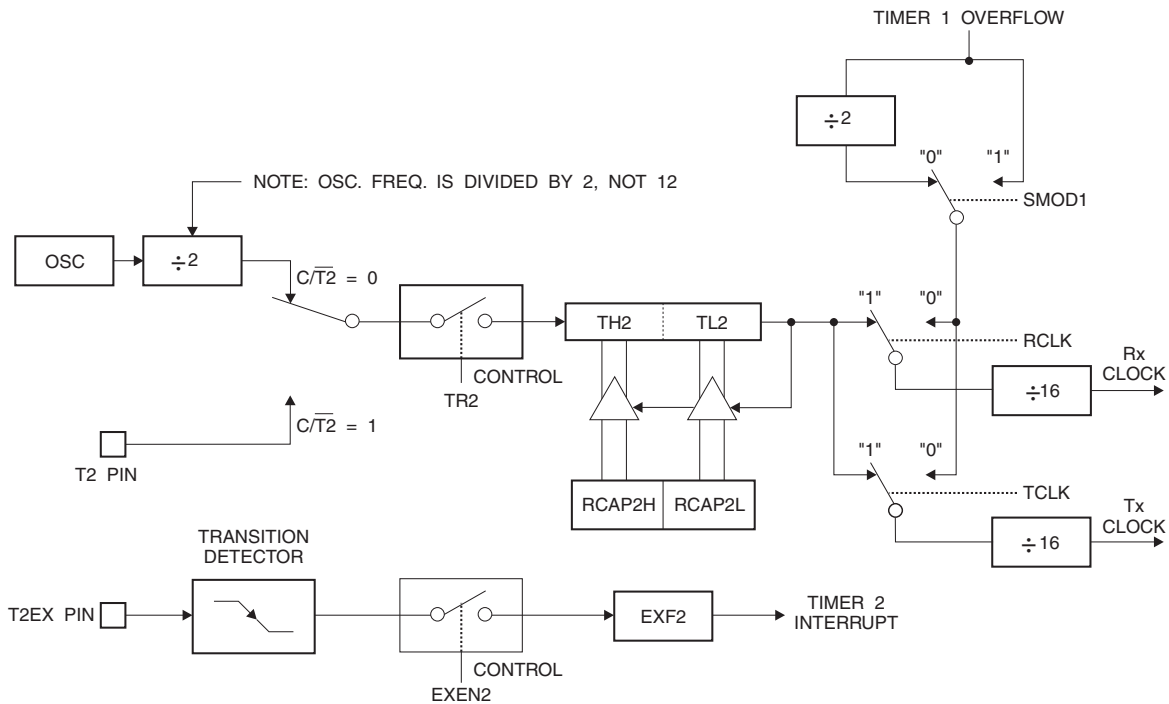 TIMER 1 OVERFLOW
÷2
"0" "1"
NOTE: OSC. FREQ. IS DIVIDED BY 2, NOT 12
SMOD1
OSC
÷2
C/T2̅ = 0
"1" "0"
TH2 TL2
RCLK
Rx
CLOCK
CONTROL
TR2
÷16
C/T2̅ = 1
T2 PIN
"1" "0"
RCAP2H RCAP2L
TCLK
Tx
CLOCK
TRANSITION
DETECTOR
÷16
T2EX PIN
EXF2
TIMER 2
INTERRUPT
CONTROL
EXEN2